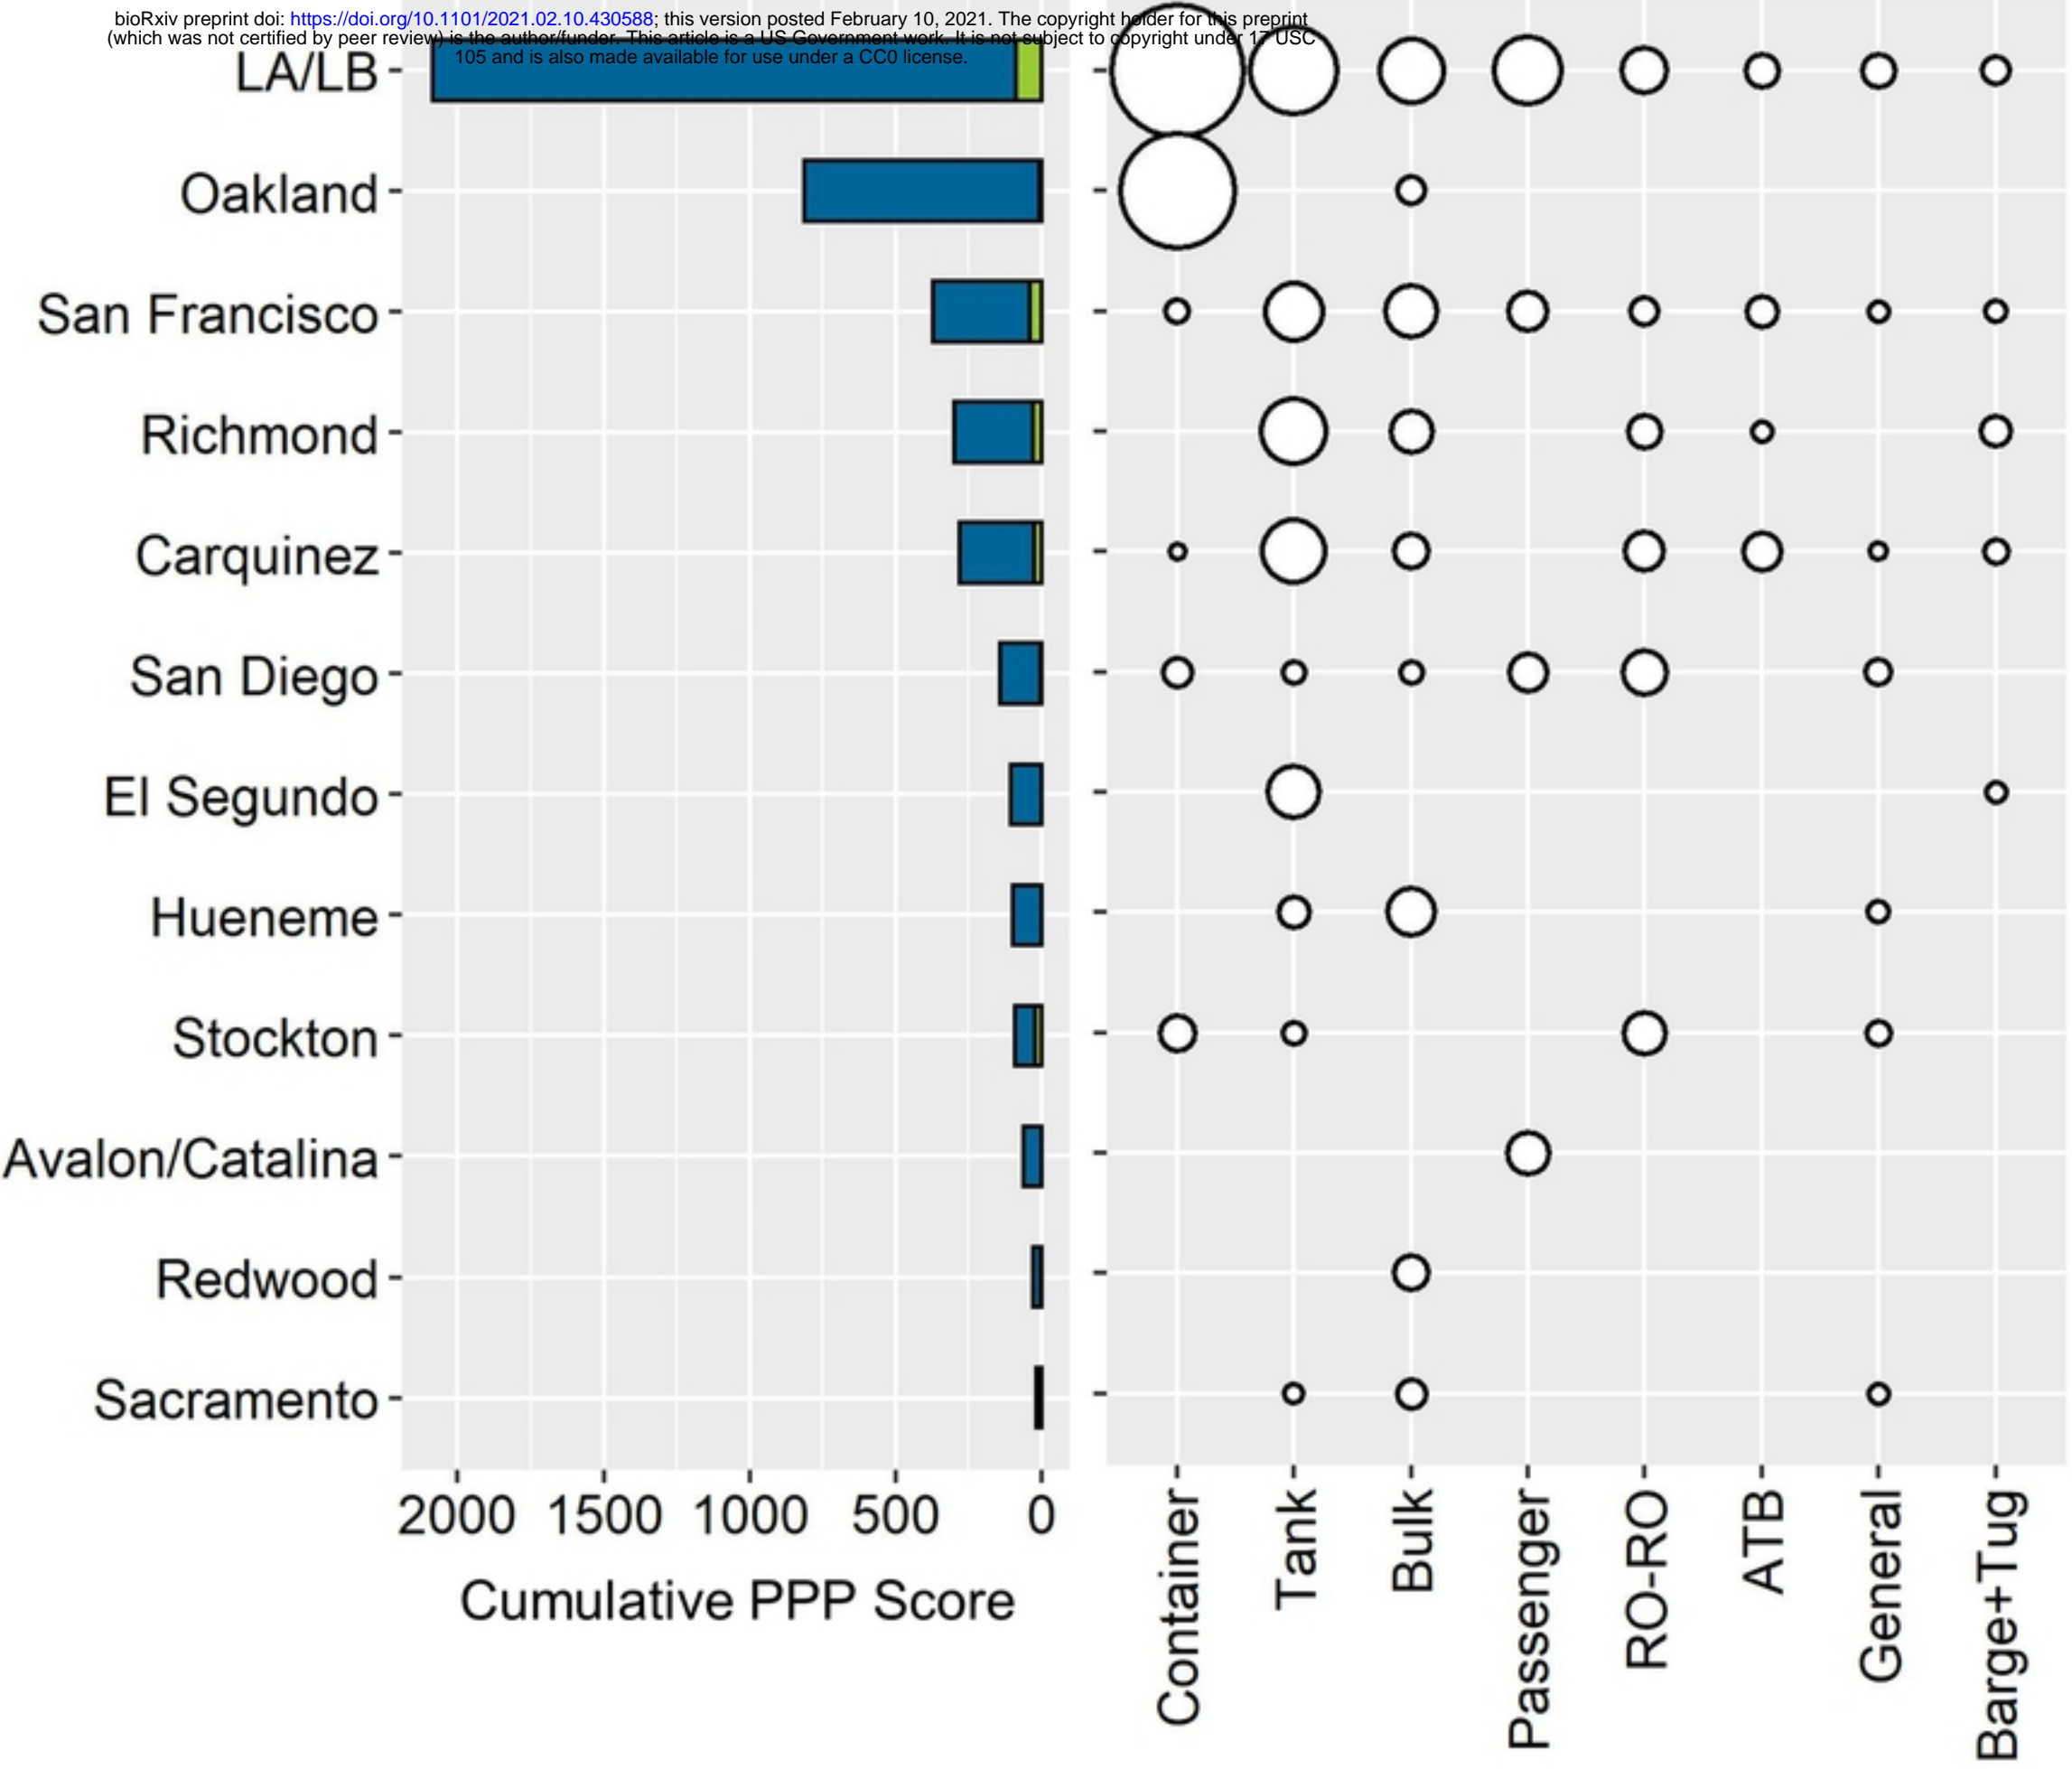 bioRxiv preprint doi: https://doi.org/10.1101/2021.02.10.430588; this version posted February 10, 2021. The copyright holder for this preprint
(which was not certified by peer review) is the author/funder. This article is a US Government work. It is not subject to copyright under 17 USC
105 and is also made available for use under a CC0 license.
LA/LB
Oakland
San Francisco
Richmond
Carquinez
San Diego
El Segundo
Hueneme
Stockton
Avalon/Catalina
Redwood
Sacramento
2000 1500 1000 500 0
Cumulative PPP Score
Container
Tank
Bulk
Passenger
RO-RO
ATB
General
Barge+Tug